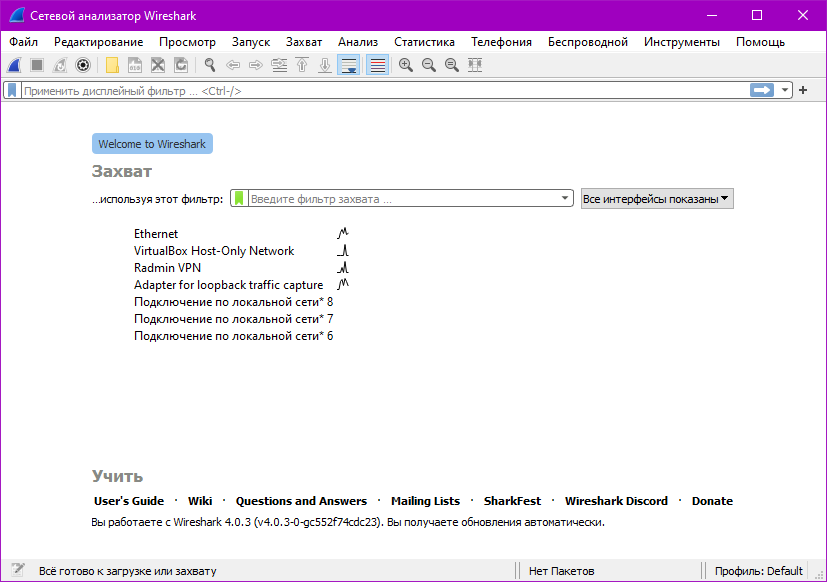 Сетевой анализатор Wireshark
Файл Редактирование Просмотр Запуск Захват Анализ Статистика Телефония Беспроводной Инструменты Помощь
Применить дисплейный фильтр ... <Ctrl-/>
Welcome to Wireshark
Захват
...используя этот фильтр: Введите фильтр захвата ... Все интерфейсы показаны
Ethernet
VirtualBox Host-Only Network
Radmin VPN
Adapter for loopback traffic capture
Подключение по локальной сети* 8
Подключение по локальной сети* 7
Подключение по локальной сети* 6
Учить
User's Guide · Wiki · Questions and Answers · Mailing Lists · SharkFest · Wireshark Discord · Donate
Вы работаете с Wireshark 4.0.3 (v4.0.3-0-gc552f74cdc23). Вы получаете обновления автоматически.
Всё готово к загрузке или захвату Нет Пакетов Профиль: Default